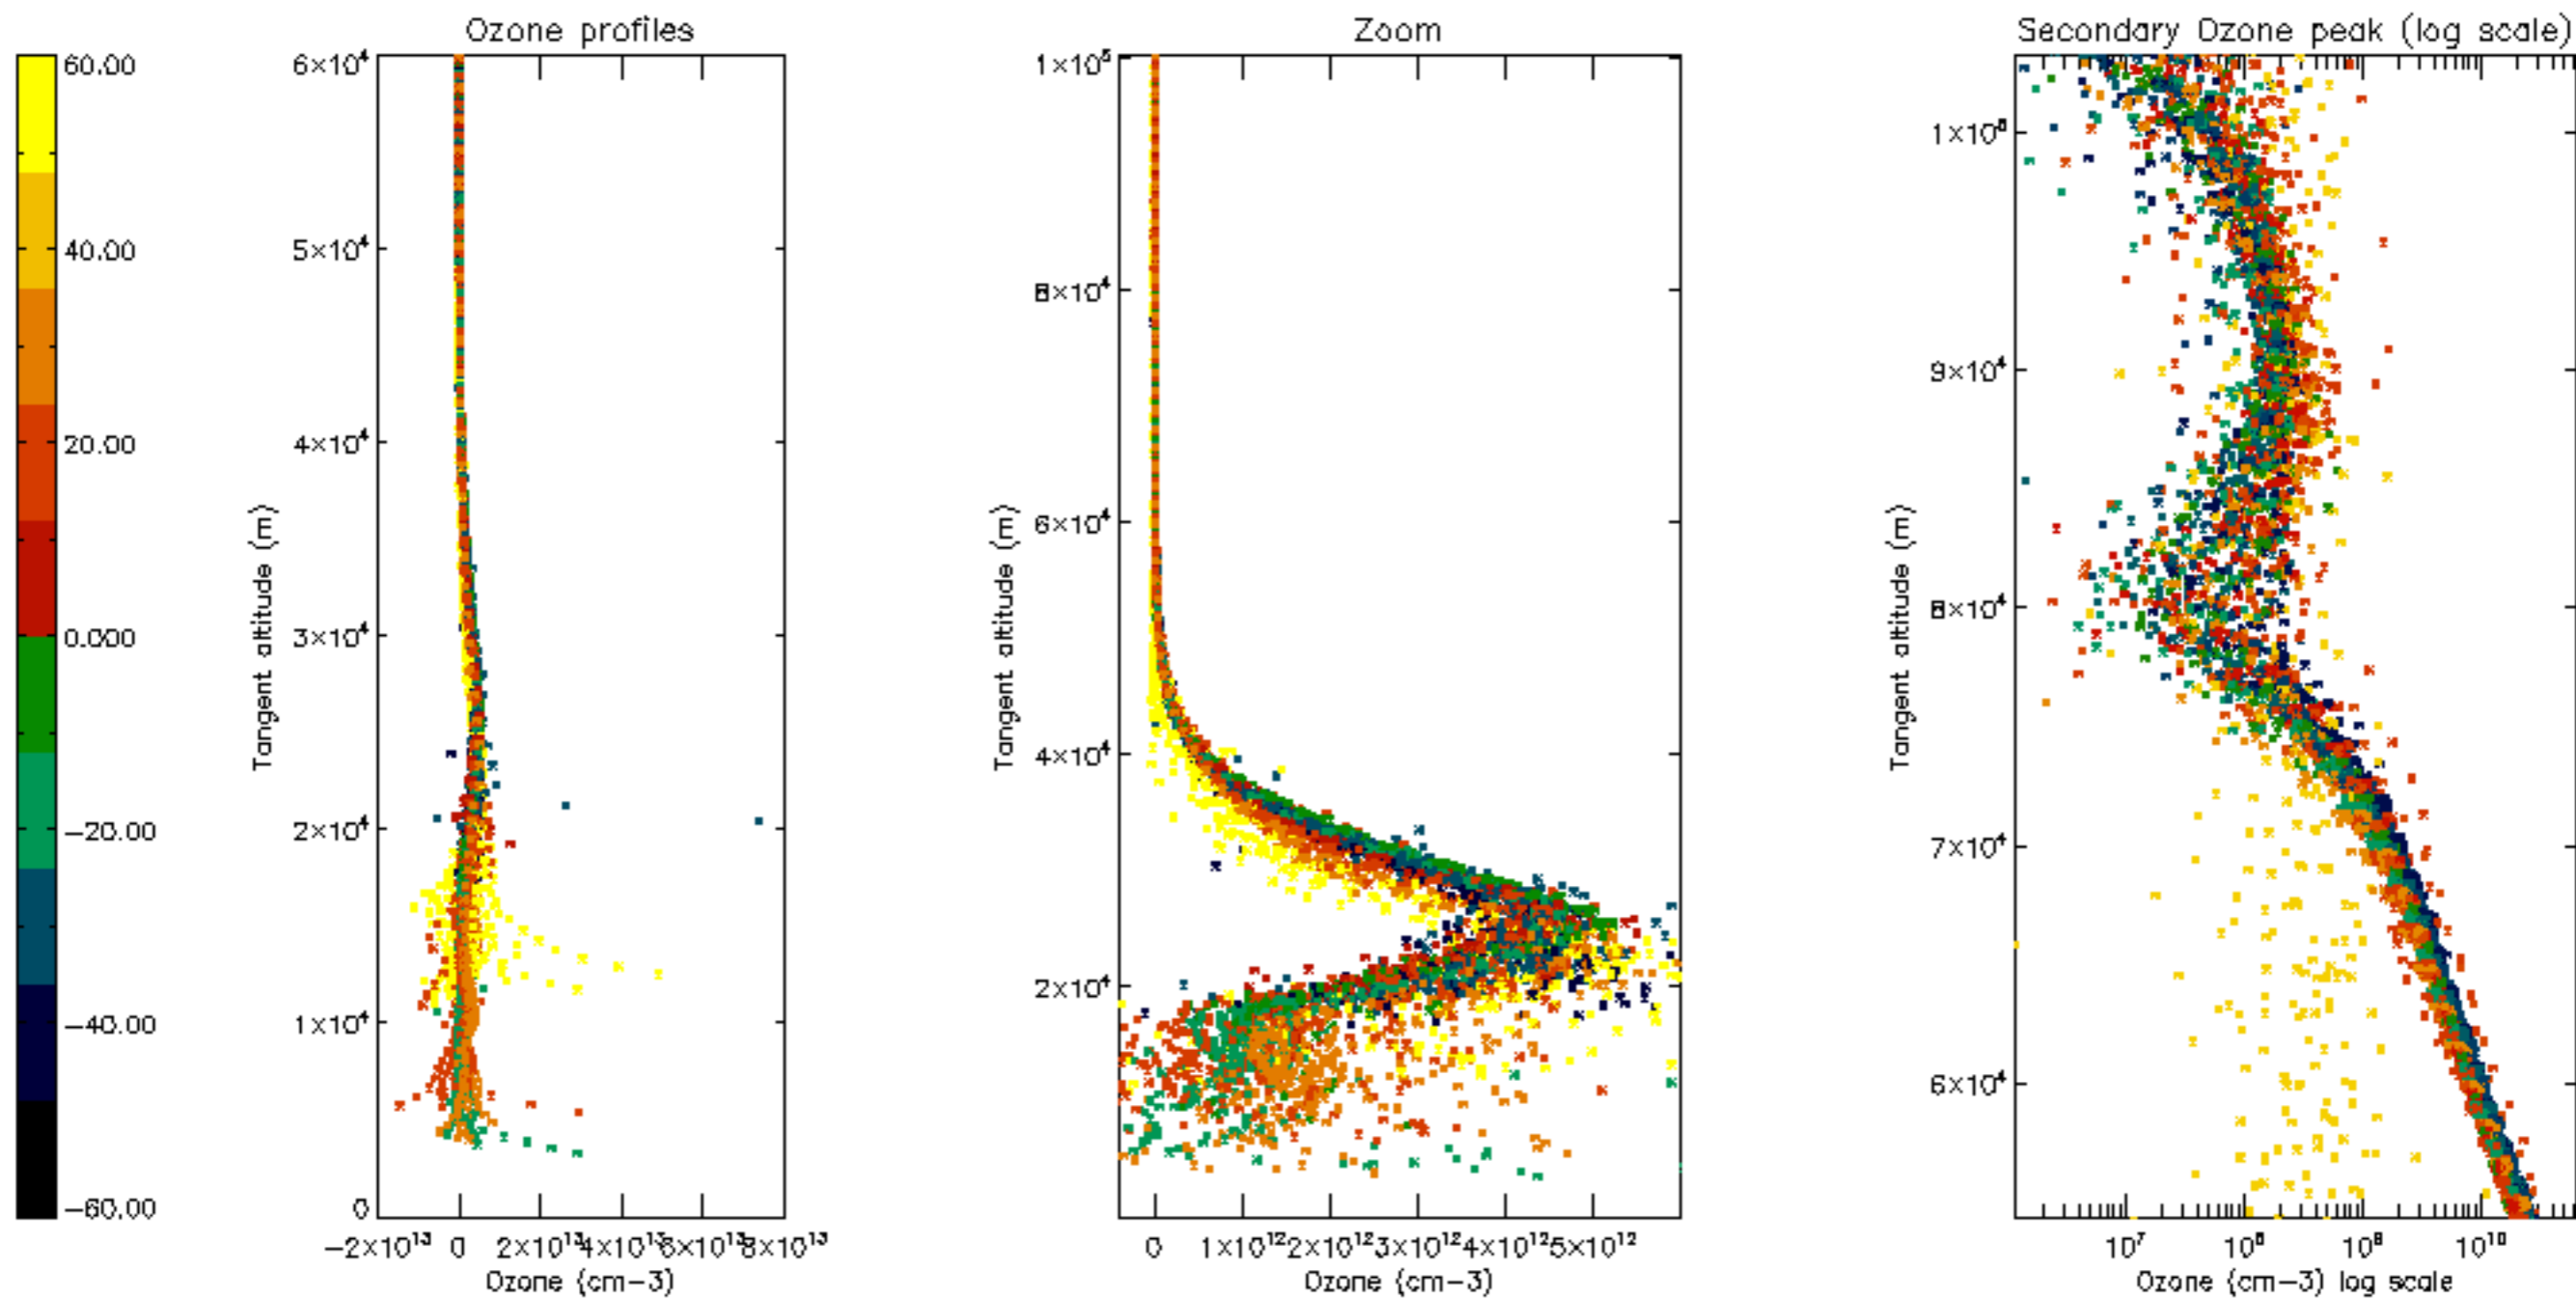 Ozone profiles
Zoom
Secondary Ozone peak (log scale)
60.00
40.00
20.00
0.000
−20.00
−40.00
−60.00
6×10⁴
5×10⁴
4×10⁴
3×10⁴
2×10⁴
1×10⁴
0
Tangent altitude (m)
−2×10¹³ 0 2×10¹³ 4×10¹³ 6×10¹³ 8×10¹³
Ozone (cm−3)
1×10⁵
8×10⁴
6×10⁴
4×10⁴
2×10⁴
Tangent altitude (m)
0 1×10¹² 2×10¹² 3×10¹² 4×10¹² 5×10¹²
Ozone (cm−3)
9×10⁴
8×10⁴
7×10⁴
6×10⁴
Tangent altitude (m)
10⁷ 10⁸ 10⁹ 10¹⁰
Ozone (cm−3) log scale